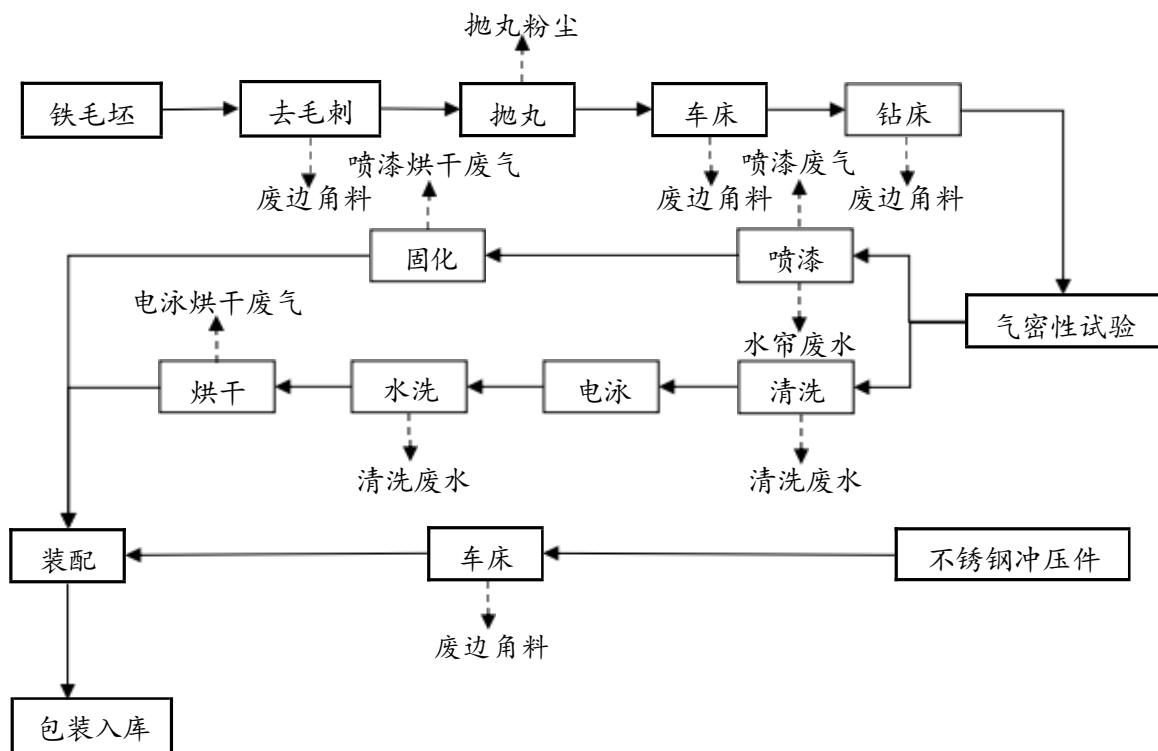 抛丸粉尘
铁毛坯
去毛刺
抛丸
车床
钻床
喷漆烘干废气
喷漆废气
废边角料
废边角料
废边角料
固化
喷漆
电泳烘干废气
气密性试验
水帘废水
烘干
水洗
电泳
清洗
清洗废水
清洗废水
装配
车床
不锈钢冲压件
废边角料
包装入库